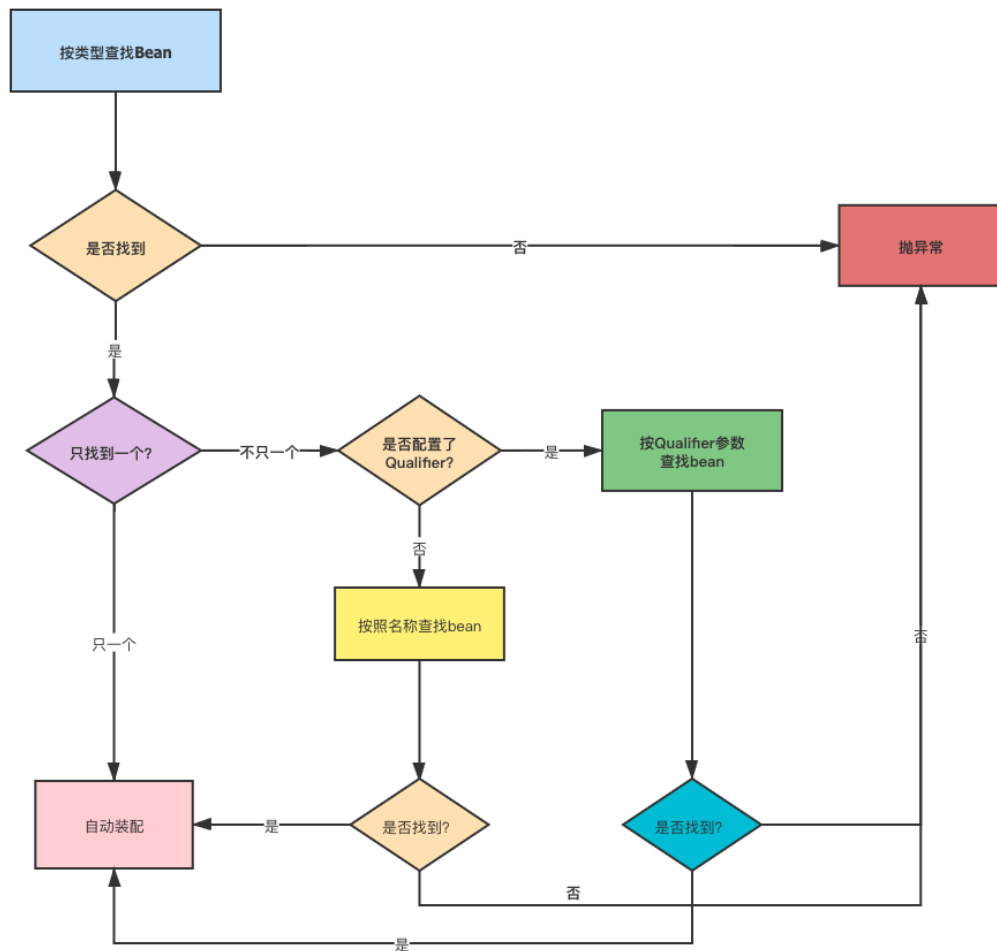 按类型查找Bean
是否找到
否
抛异常
是
只找到一个?
不只一个
是否配置了
Qualifier?
是
按Qualifier参数
查找bean
否
按照名称查找bean
只一个
否
自动装配
是
是否找到?
是否找到?
否
是